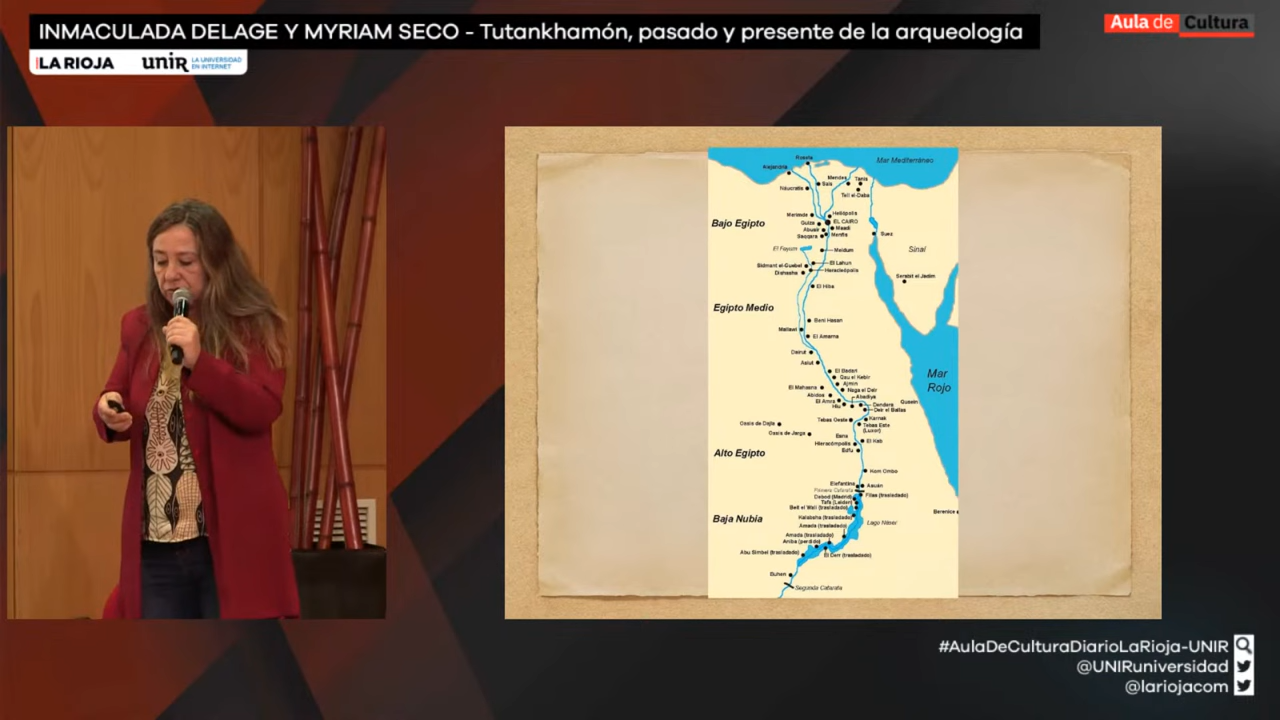 INMACULADA DELAGE Y MYRIAM SECO - Tutankhamón, pasado y presente de la arqueología
Aula de Cultura
LA RIOJA
unir LA UNIVERSIDAD
EN INTERNET
Mar Mediterráneo
Rosetta
Alejandría
Mendes
Tanis
Sais
Náucratis
Tell el-Daba
Merimde
Heliópolis
Bajo Egipto
EL CAIRO
Guiza
Maadi
Abusir
Menfis
Saqqara
Suez
El Fayum
Meidum
Sinaí
El Lahun
Sidmant el-Guebel
Heracleópolis
Dishasha
Serabit el Jadim
El Hiba
Egipto Medio
Beni Hasan
Mallawi
El Amarna
Deirut
Asiut
Mar
Rojo
El Badari
Qau el Kebir
Ajmin
El Mahasna
Naga el Deir
Abidos
Abadiya
El Amra
Hiu
Dendera
Quseir
Deir el Ballas
Tebas Oeste
Karnak
Oasis de Dajla
Tebas Este
(Luxor)
Oasis de Jarga
Esna
El Kab
Hieracómpolis
Edfu
Alto Egipto
Kom Ombo
Elefantina
Asuán
Primera Catarata
Filae (trasladado)
Debod (Madrid)
Tafa (Leiden)
Beit el Wali (trasladado)
Berenice
Baja Nubia
Kalabsha (trasladado)
Lago Náser
Amada (trasladado)
Amada (trasladado)
Aniba (perdido)
Abu Simbel (trasladado)
El Derr (trasladado)
Buhen
Segunda Catarata
#AulaDeCulturaDiarioLaRioja-UNIR
@UNIRuniversidad
@lariojacom